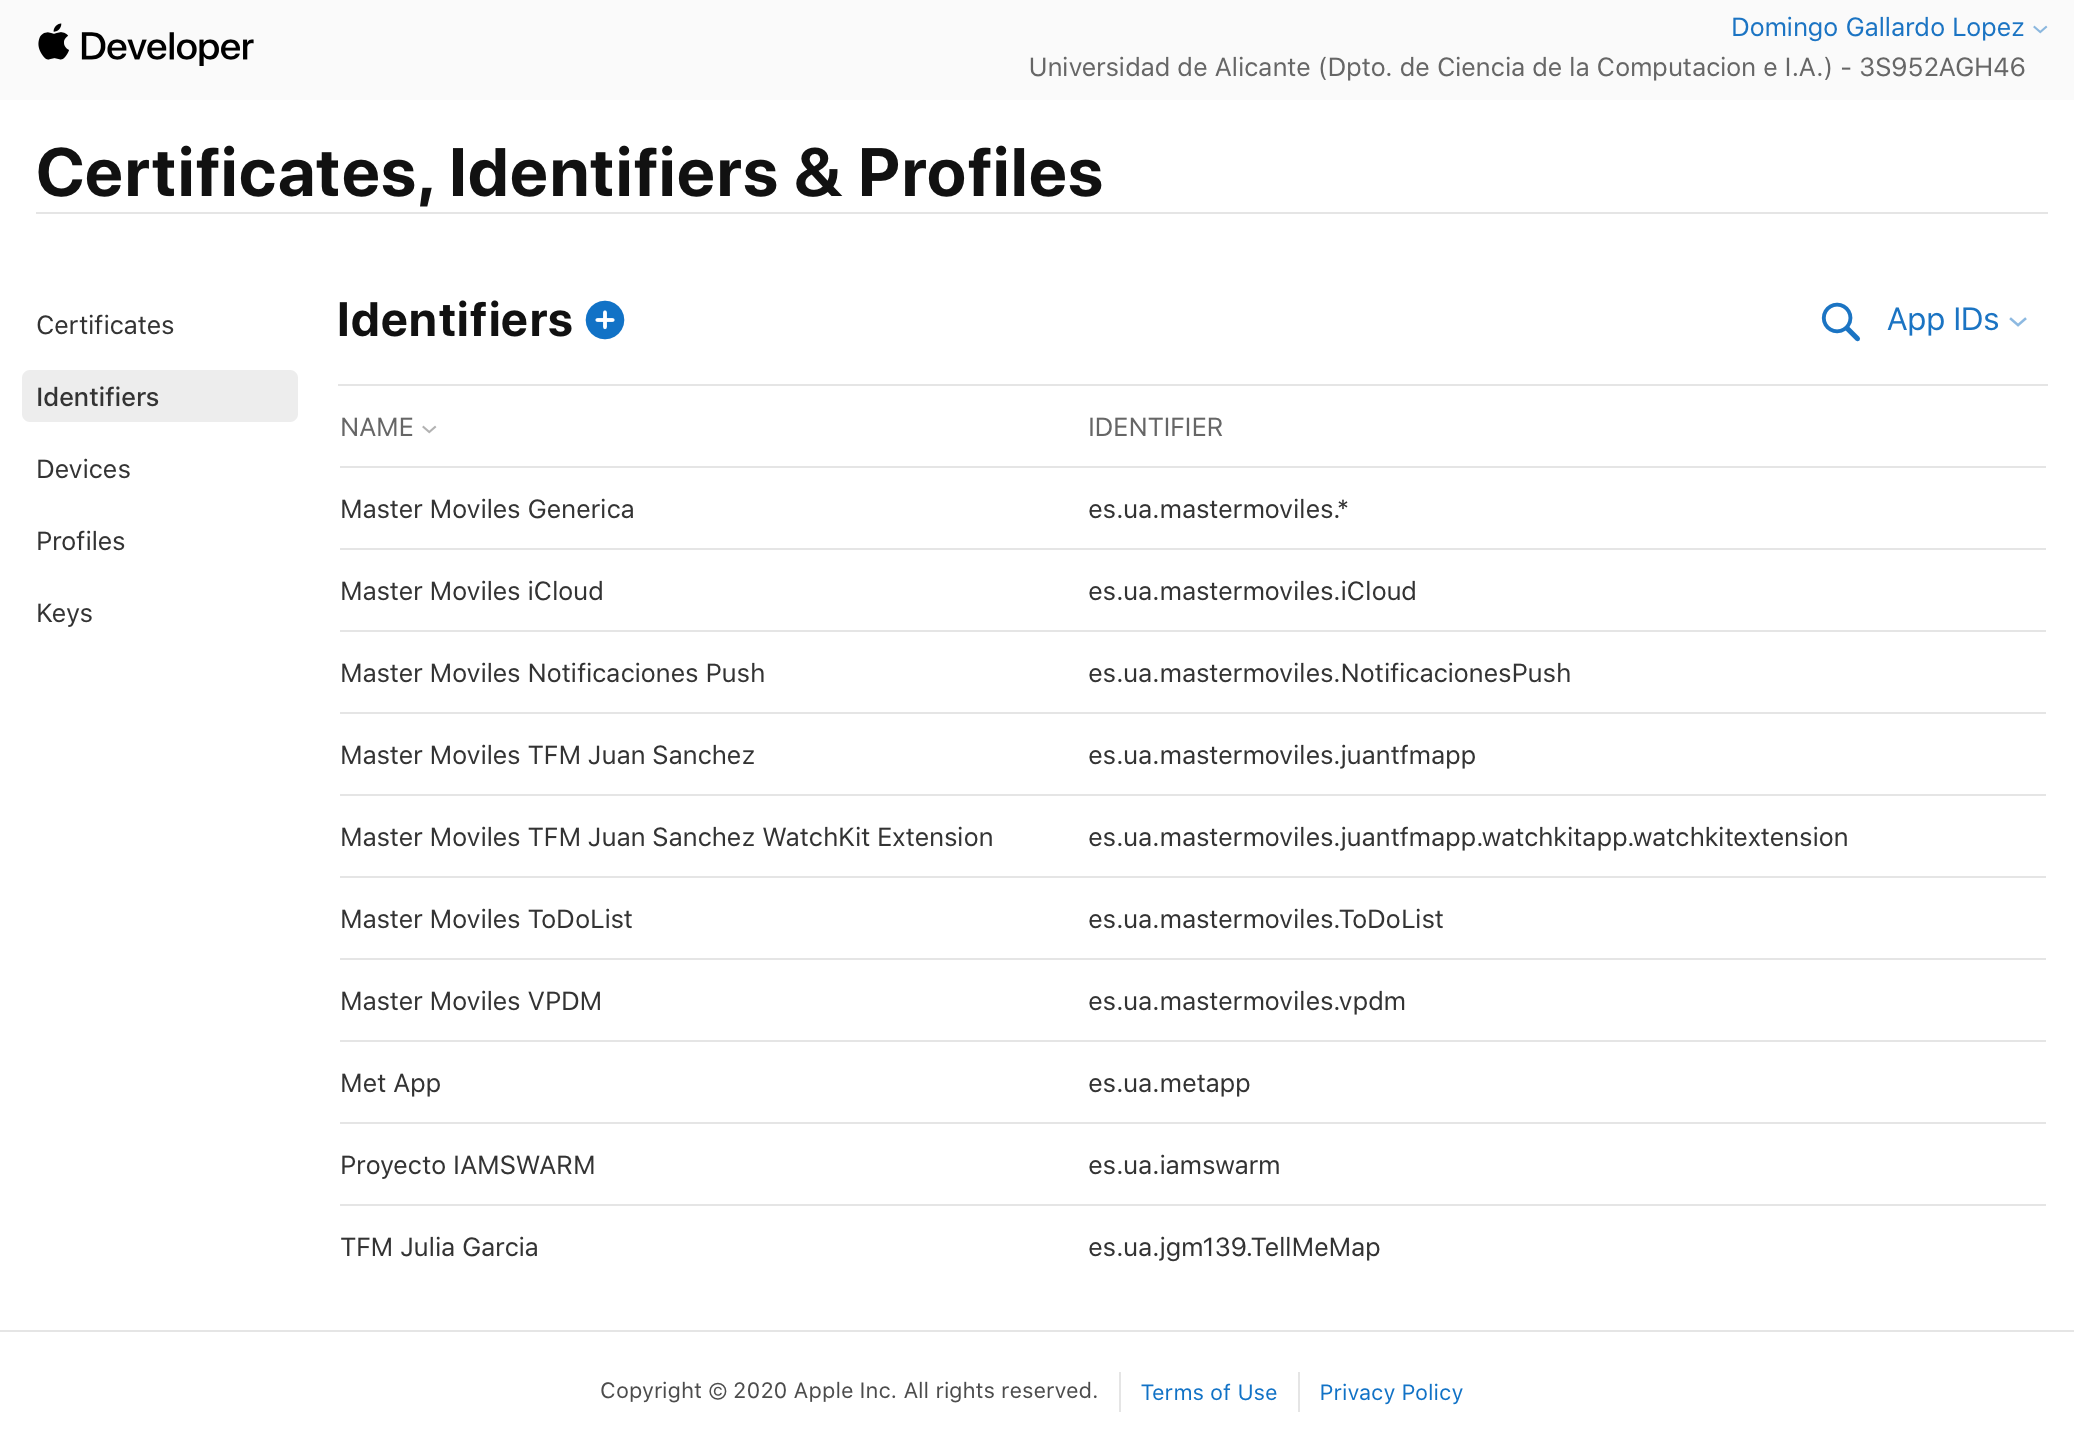 Developer
Domingo Gallardo Lopez
Universidad de Alicante (Dpto. de Ciencia de la Computacion e I.A.) - 3S952AGH46
Certificates, Identifiers & Profiles
Certificates
Identifiers
Devices
Profiles
Keys
Identifiers
App IDs
NAME IDENTIFIER
Master Moviles Generica es.ua.mastermoviles.*
Master Moviles iCloud es.ua.mastermoviles.iCloud
Master Moviles Notificaciones Push es.ua.mastermoviles.NotificacionesPush
Master Moviles TFM Juan Sanchez es.ua.mastermoviles.juantfmapp
Master Moviles TFM Juan Sanchez WatchKit Extension es.ua.mastermoviles.juantfmapp.watchkitapp.watchkitextension
Master Moviles ToDoList es.ua.mastermoviles.ToDoList
Master Moviles VPDM es.ua.mastermoviles.vpdm
Met App es.ua.metapp
Proyecto IAMSWARM es.ua.iamswarm
TFM Julia Garcia es.ua.jgm139.TellMeMap
Copyright © 2020 Apple Inc. All rights reserved. Terms of Use Privacy Policy